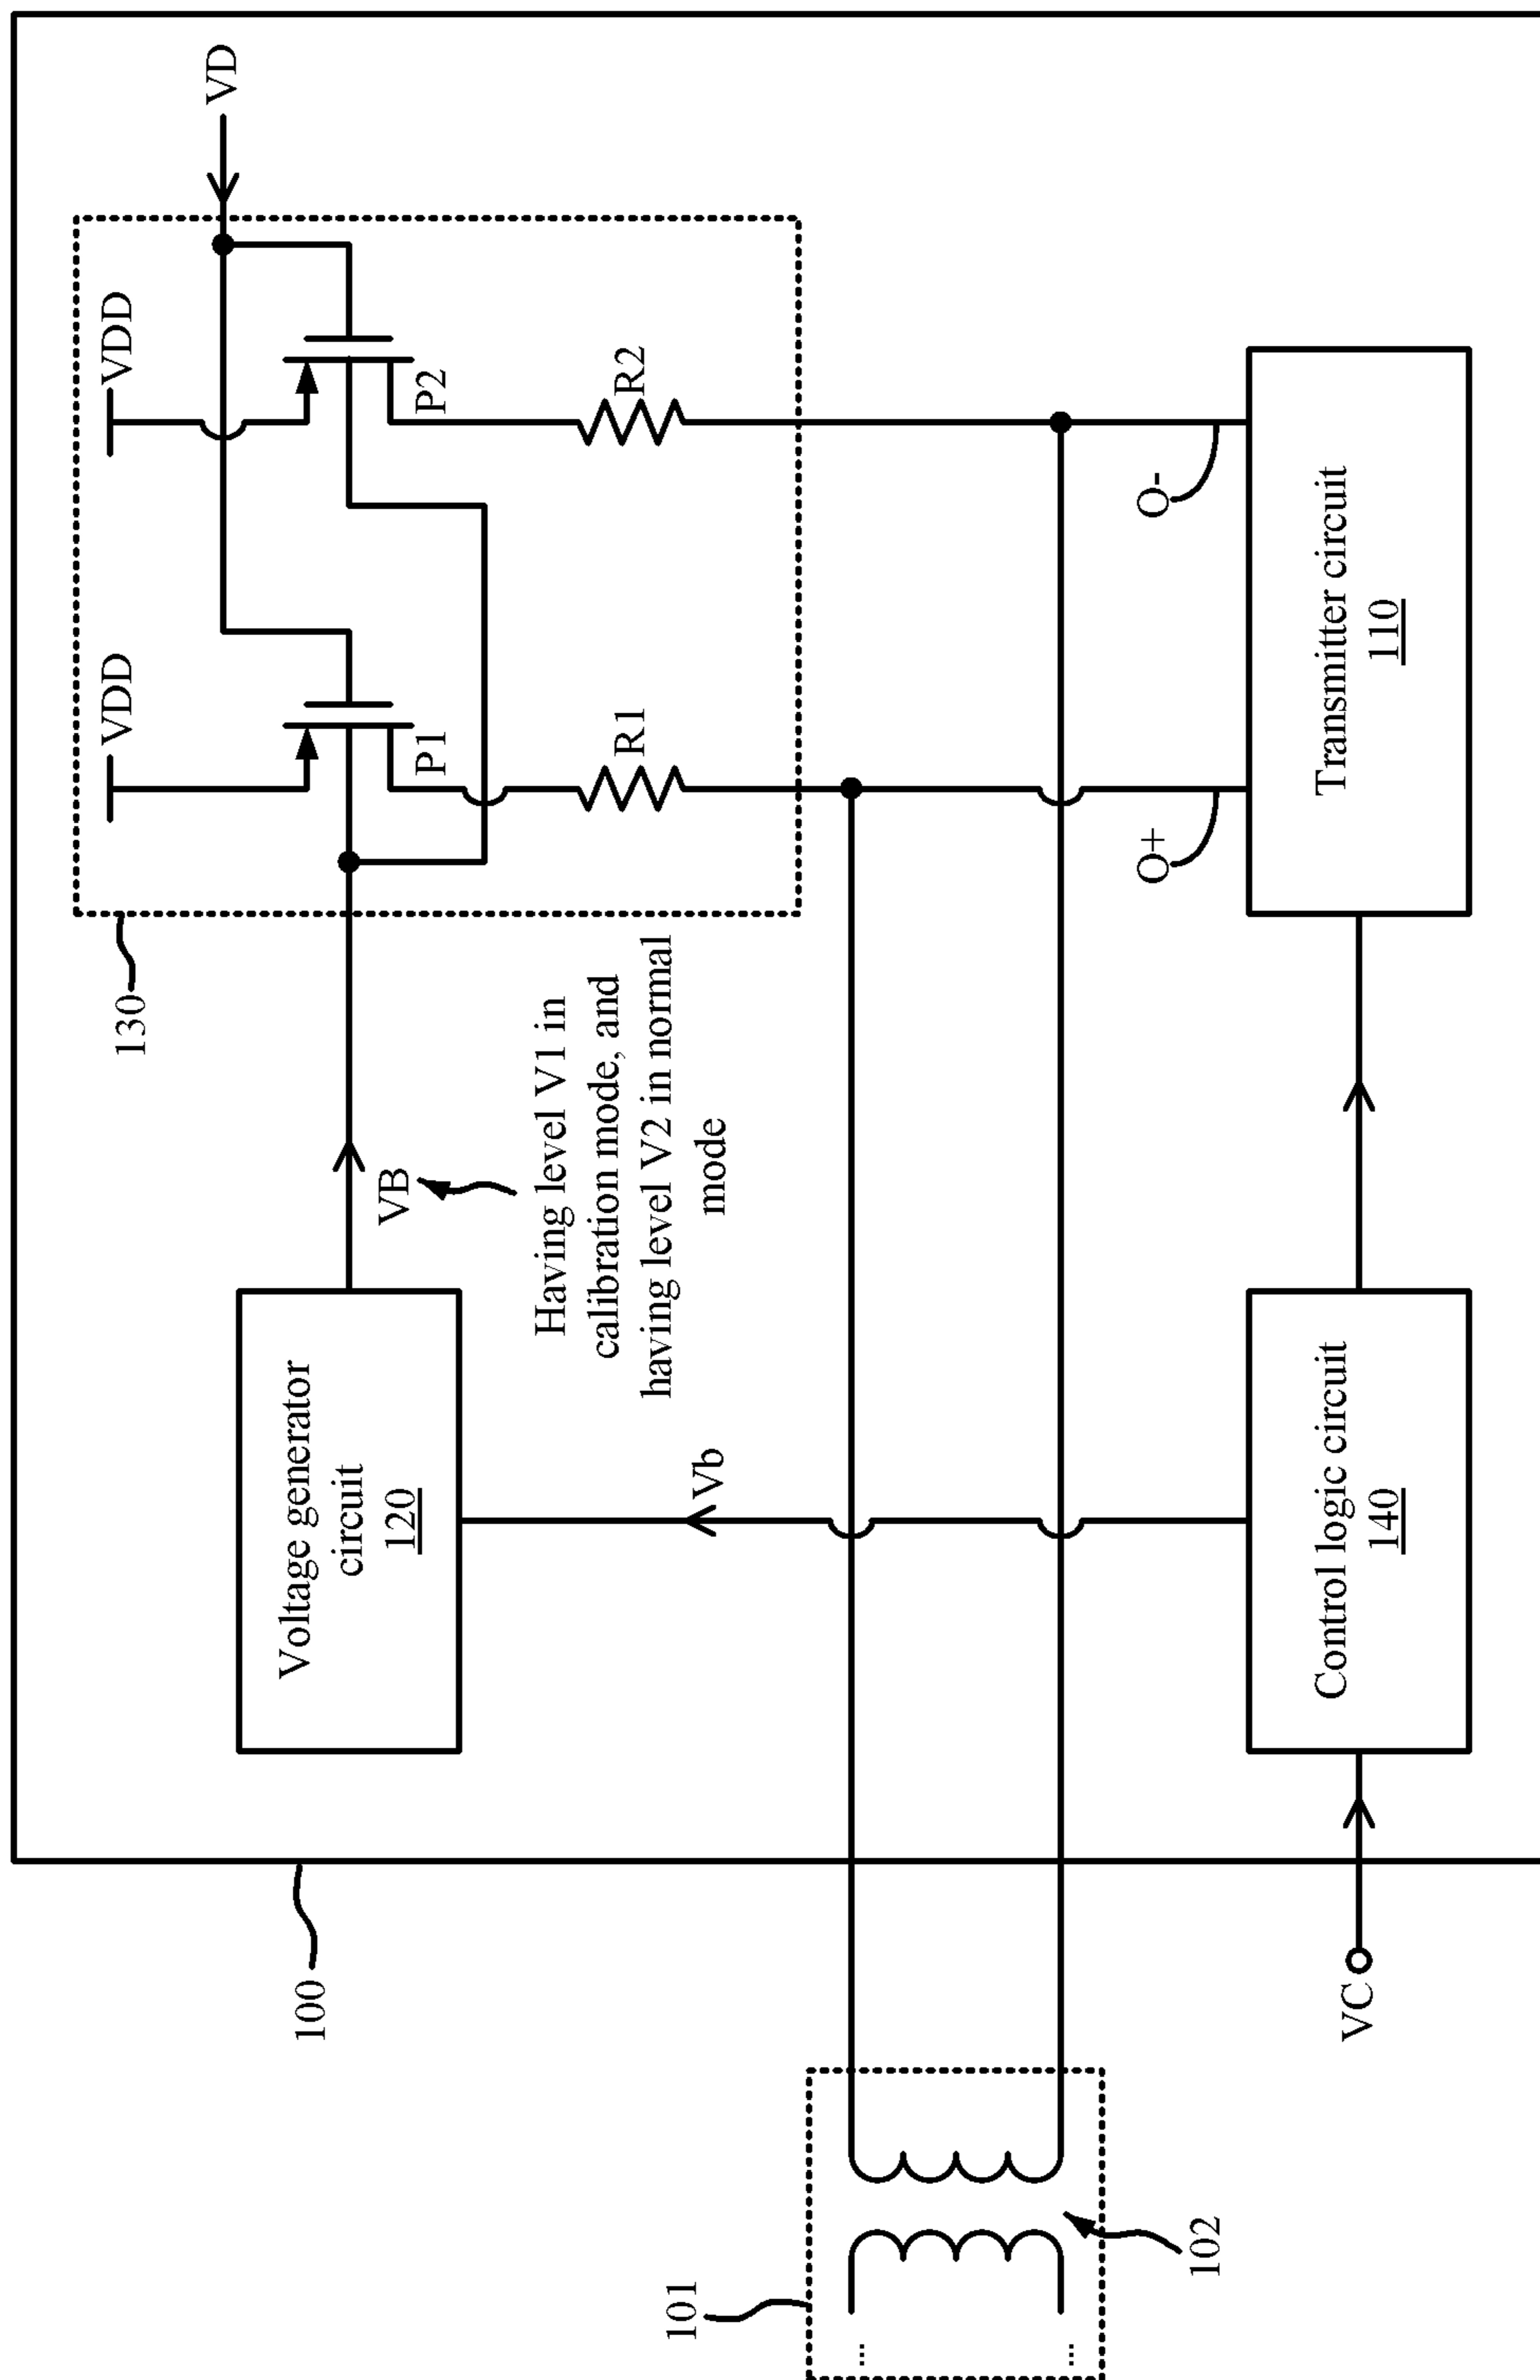 100
130
VDD
VDD
VD
Voltage generator
circuit
120
VB
P1
P2
Having level V1 in
calibration mode, and
having level V2 in normal
mode
R1
R2
Vb
101
...
...
102
O+
O-
VC
Control logic circuit
140
Transmitter circuit
110